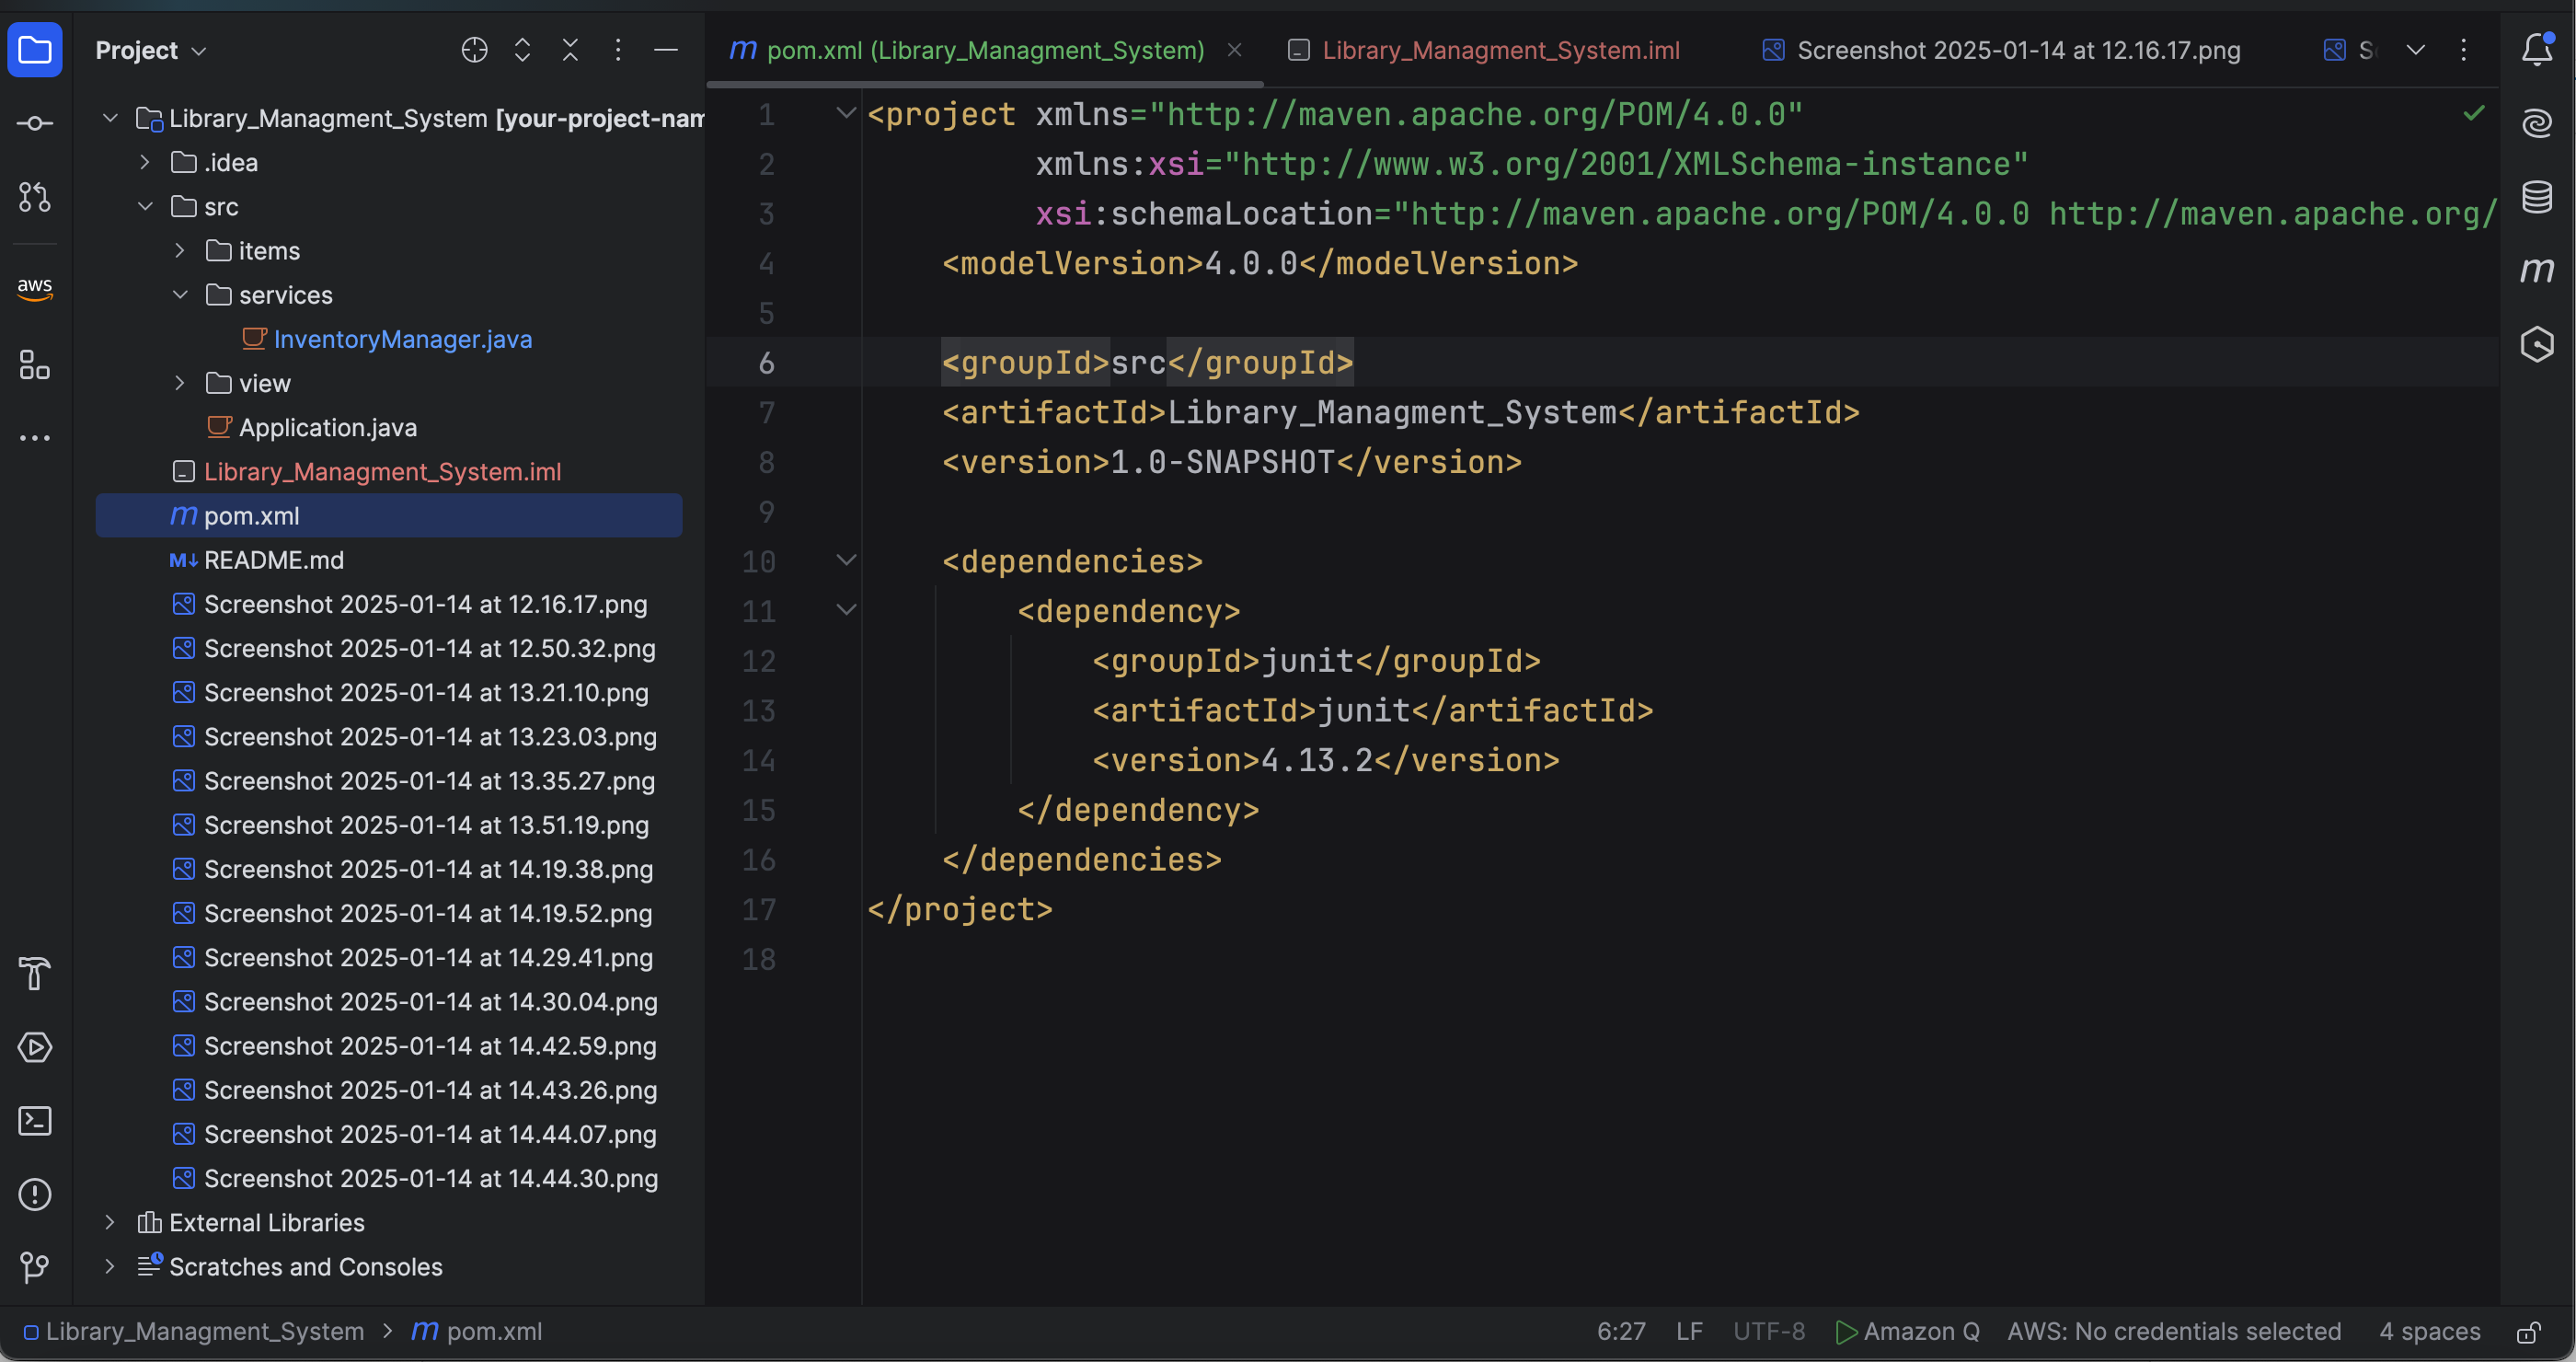 Project
Library_Managment_System [your-project-nam
.idea
src
items
services
InventoryManager.java
view
Application.java
Library_Managment_System.iml
pom.xml
README.md
Screenshot 2025-01-14 at 12.16.17.png
Screenshot 2025-01-14 at 12.50.32.png
Screenshot 2025-01-14 at 13.21.10.png
Screenshot 2025-01-14 at 13.23.03.png
Screenshot 2025-01-14 at 13.35.27.png
Screenshot 2025-01-14 at 13.51.19.png
Screenshot 2025-01-14 at 14.19.38.png
Screenshot 2025-01-14 at 14.19.52.png
Screenshot 2025-01-14 at 14.29.41.png
Screenshot 2025-01-14 at 14.30.04.png
Screenshot 2025-01-14 at 14.42.59.png
Screenshot 2025-01-14 at 14.43.26.png
Screenshot 2025-01-14 at 14.44.07.png
Screenshot 2025-01-14 at 14.44.30.png
External Libraries
Scratches and Consoles
aws
m pom.xml (Library_Managment_System)
Library_Managment_System.iml
Screenshot 2025-01-14 at 12.16.17.png
1 <project xmlns="http://maven.apache.org/POM/4.0.0"
2 xmlns:xsi="http://www.w3.org/2001/XMLSchema-instance"
3 xsi:schemaLocation="http://maven.apache.org/POM/4.0.0 http://maven.apache.org/
4 <modelVersion>4.0.0</modelVersion>
5
6 <groupId>src</groupId>
7 <artifactId>Library_Managment_System</artifactId>
8 <version>1.0-SNAPSHOT</version>
9
10 <dependencies>
11 <dependency>
12 <groupId>junit</groupId>
13 <artifactId>junit</artifactId>
14 <version>4.13.2</version>
15 </dependency>
16 </dependencies>
17 </project>
18
Library_Managment_System > m pom.xml
6:27 LF UTF-8 Amazon Q AWS: No credentials selected 4 spaces